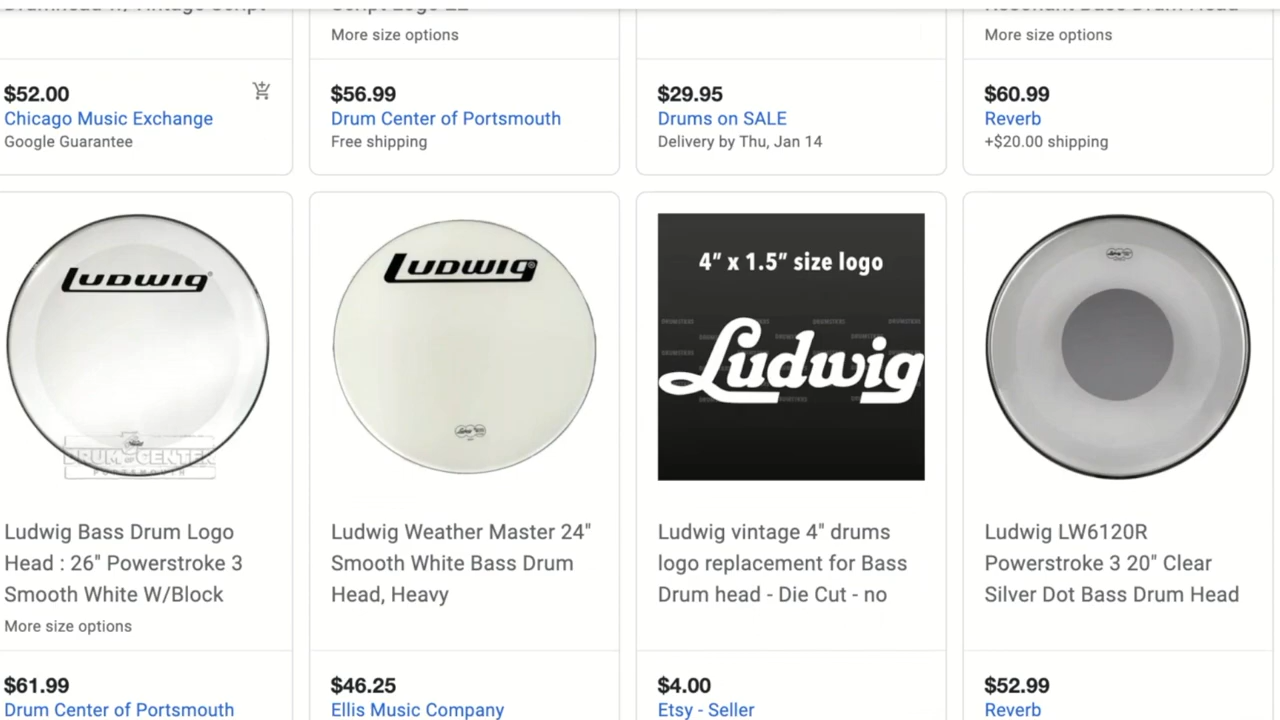 More size options
More size options
$52.00
$56.99
$29.95
$60.99
Chicago Music Exchange
Drum Center of Portsmouth
Drums on SALE
Reverb
Google Guarantee
Free shipping
Delivery by Thu, Jan 14
+$20.00 shipping
LUDWIG
LUDWIG
4" x 1.5" size logo
Ludwig
DRUM CENTER
PORTSMOUTH
Ludwig Bass Drum Logo
Head : 26" Powerstroke 3
Smooth White W/Block
More size options
Ludwig Weather Master 24"
Smooth White Bass Drum
Head, Heavy
Ludwig vintage 4" drums
logo replacement for Bass
Drum head - Die Cut - no
Ludwig LW6120R
Powerstroke 3 20" Clear
Silver Dot Bass Drum Head
$61.99
$46.25
$4.00
$52.99
Drum Center of Portsmouth
Ellis Music Company
Etsy - Seller
Reverb